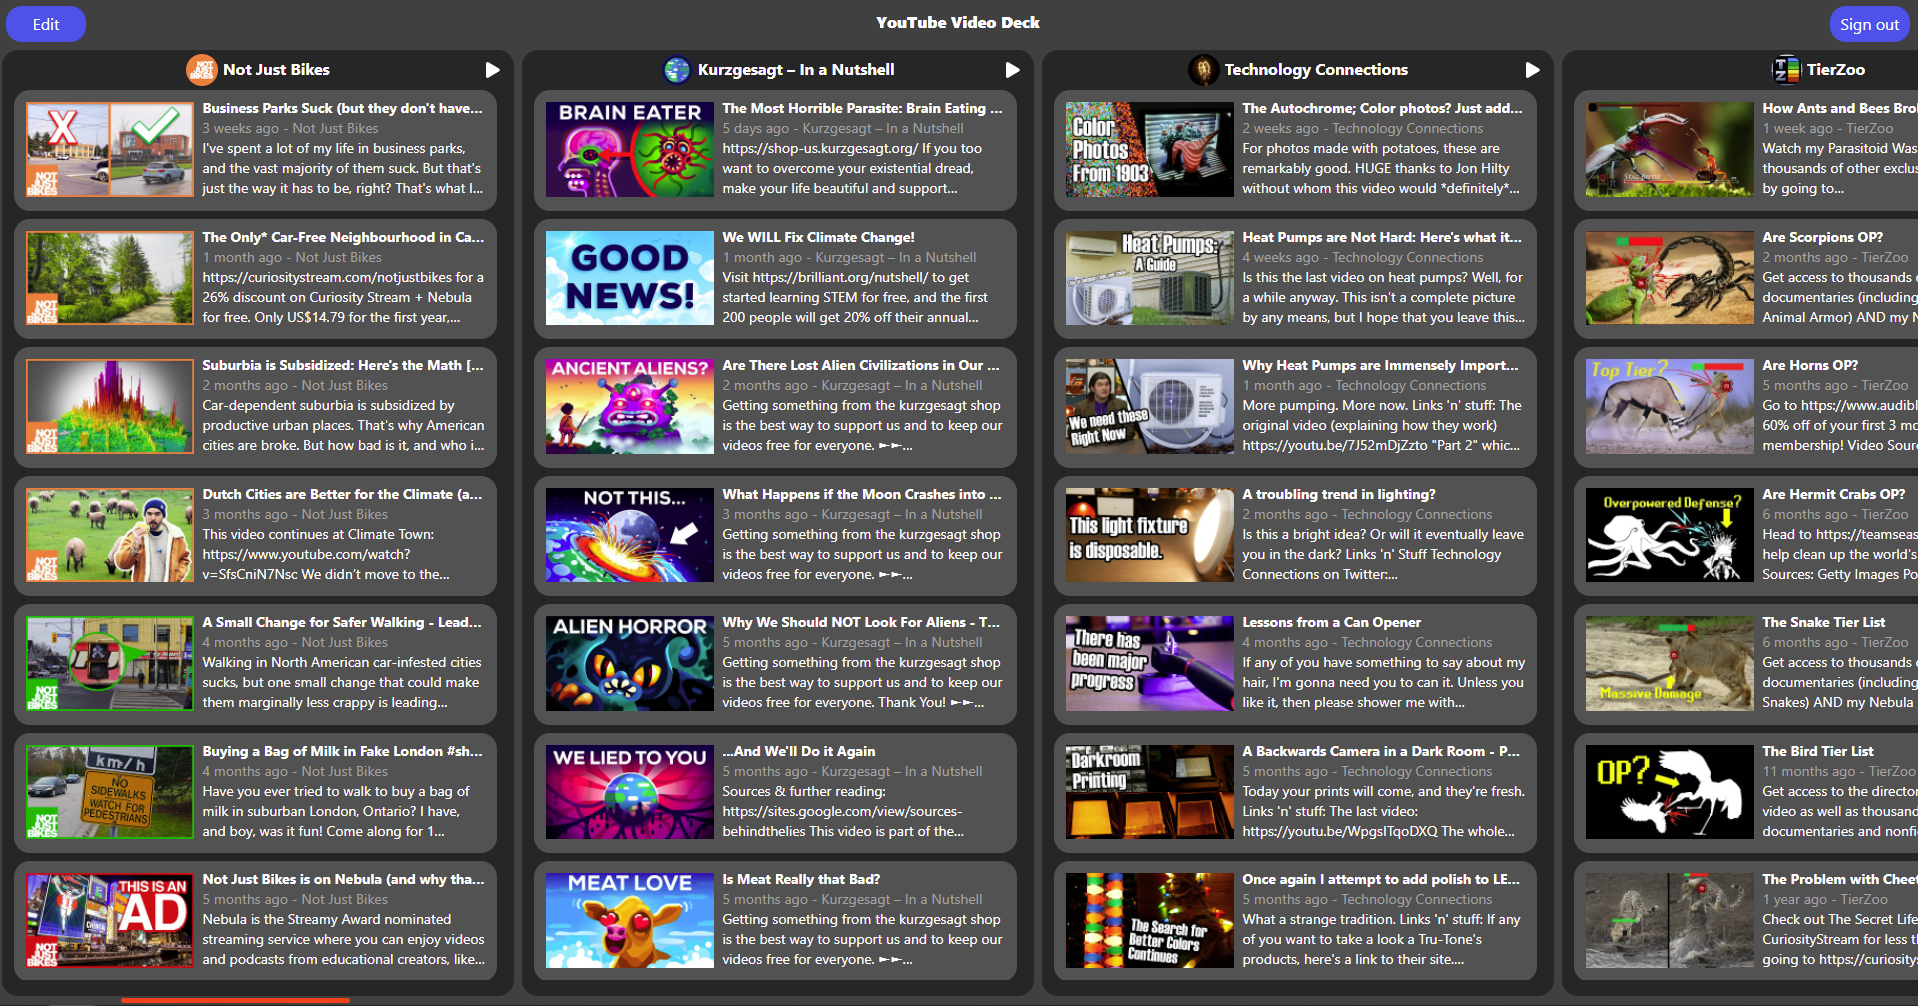 Edit
YouTube Video Deck
Sign out
NOT JUST BIKES
Not Just Bikes
X
NOT JUST BIKES
Business Parks Suck (but they don't have...
3 weeks ago - Not Just Bikes
I've spent a lot of my life in business parks,
and the vast majority of them suck. But that's
just the way it has to be, right? That's what I...
NOT JUST BIKES
The Only* Car-Free Neighbourhood in Ca...
1 month ago - Not Just Bikes
https://curiositystream.com/notjustbikes for a
26% discount on Curiosity Stream + Nebula
for free. Only US$14.79 for the first year,...
NOT JUST BIKES
Suburbia is Subsidized: Here's the Math [...
2 months ago - Not Just Bikes
Car-dependent suburbia is subsidized by
productive urban places. That's why American
cities are broke. But how bad is it, and who i...
NOT JUST BIKES
Dutch Cities are Better for the Climate (a...
3 months ago - Not Just Bikes
This video continues at Climate Town:
https://www.youtube.com/watch?
v=SfsCniN7Nsc We didn't move to the...
NOT JUST BIKES
A Small Change for Safer Walking - Lead...
4 months ago - Not Just Bikes
Walking in North American car-infested cities
sucks, but one small change that could make
them marginally less crappy is leading...
km/h
NO
SIDEWALKS
WATCH FOR
PEDESTRIANS
NOT JUST BIKES
Buying a Bag of Milk in Fake London #sh...
4 months ago - Not Just Bikes
Have you ever tried to walk to buy a bag of
milk in suburban London, Ontario? I have,
and boy, was it fun! Come along for 1...
THIS IS AN
AD
NOT JUST BIKES
Not Just Bikes is on Nebula (and why tha...
5 months ago - Not Just Bikes
Nebula is the Streamy Award nominated
streaming service where you can enjoy videos
and podcasts from educational creators, like...
Kurzgesagt – In a Nutshell
BRAIN EATER
The Most Horrible Parasite: Brain Eating ...
5 days ago - Kurzgesagt – In a Nutshell
https://shop-us.kurzgesagt.org/ If you too
want to overcome your existential dread,
make your life beautiful and support...
GOOD
NEWS!
We WILL Fix Climate Change!
1 month ago - Kurzgesagt – In a Nutshell
Visit https://brilliant.org/nutshell/ to get
started learning STEM for free, and the first
200 people will get 20% off their annual...
ANCIENT ALIENS?
Are There Lost Alien Civilizations in Our ...
2 months ago - Kurzgesagt – In a Nutshell
Getting something from the kurzgesagt shop
is the best way to support us and to keep our
videos free for everyone. ►►...
NOT THIS...
What Happens if the Moon Crashes into ...
3 months ago - Kurzgesagt – In a Nutshell
Getting something from the kurzgesagt shop
is the best way to support us and to keep our
videos free for everyone. ►►...
ALIEN HORROR
Why We Should NOT Look For Aliens - T...
5 months ago - Kurzgesagt – In a Nutshell
Getting something from the kurzgesagt shop
is the best way to support us and to keep our
videos free for everyone. Thank You! ►►...
WE LIED TO YOU
...And We'll Do it Again
5 months ago - Kurzgesagt – In a Nutshell
Sources & further reading:
https://sites.google.com/view/sources-
behindthelies This video is part of the...
MEAT LOVE
Is Meat Really that Bad?
5 months ago - Kurzgesagt – In a Nutshell
Getting something from the kurzgesagt shop
is the best way to support us and to keep our
videos free for everyone. ►►...
Technology Connections
Color
Photos
From 1903
The Autochrome; Color photos? Just add...
2 weeks ago - Technology Connections
For photos made with potatoes, these are
remarkably good. HUGE thanks to Jon Hilty
without whom this video would *definitely*...
Heat Pumps:
A Guide
Heat Pumps are Not Hard: Here's what it...
4 weeks ago - Technology Connections
Is this the last video on heat pumps? Well, for
a while anyway. This isn't a complete picture
by any means, but I hope that you leave this...
We need these
Right Now
Why Heat Pumps are Immensely Import...
1 month ago - Technology Connections
More pumping. More now. Links 'n' stuff: The
original video (explaining how they work)
https://youtu.be/7J52mDjZzto "Part 2" whic...
This light fixture
is disposable.
A troubling trend in lighting?
2 months ago - Technology Connections
Is this a bright idea? Or will it eventually leave
you in the dark? Links 'n' Stuff Technology
Connections on Twitter:...
There has
been major
progress
Lessons from a Can Opener
4 months ago - Technology Connections
If any of you have something to say about my
hair, I'm gonna need you to can it. Unless you
like it, then please shower me with...
Darkroom
Printing
A Backwards Camera in a Dark Room - P...
5 months ago - Technology Connections
Today your prints will come, and they're fresh.
Links 'n' stuff: The last video:
https://youtu.be/WpgslTqoDXQ The whole...
The Search for
Better Colors
Continues
Once again I attempt to add polish to LE...
5 months ago - Technology Connections
What a strange tradition. Links 'n' stuff: If any
of you want to take a look a Tru-Tone's
products, here's a link to their site....
TZ
TierZoo
Stag Beetle
How Ants and Bees Bro
1 week ago - TierZoo
Watch my Parasitoid Was
thousands of other exclus
by going to...
Are Scorpions OP?
2 months ago - TierZoo
Get access to thousands
documentaries (including
Animal Armor) AND my N
Top Tier?
Are Horns OP?
5 months ago - TierZoo
Go to https://www.audibl
60% off of your first 3 mo
membership! Video Sourc
Overpowered Defense?
Are Hermit Crabs OP?
6 months ago - TierZoo
Head to https://teamseas
help clean up the world's
Sources: Getty Images Po
Massive Damage
The Snake Tier List
6 months ago - TierZoo
Get access to thousands
documentaries (including
Snakes) AND my Nebula
OP?
The Bird Tier List
11 months ago - TierZoo
Get access to the director
video as well as thousand
documentaries and nonfi
The Problem with Cheet
1 year ago - TierZoo
Check out The Secret Life
CuriosityStream for less th
going to https://curiosity